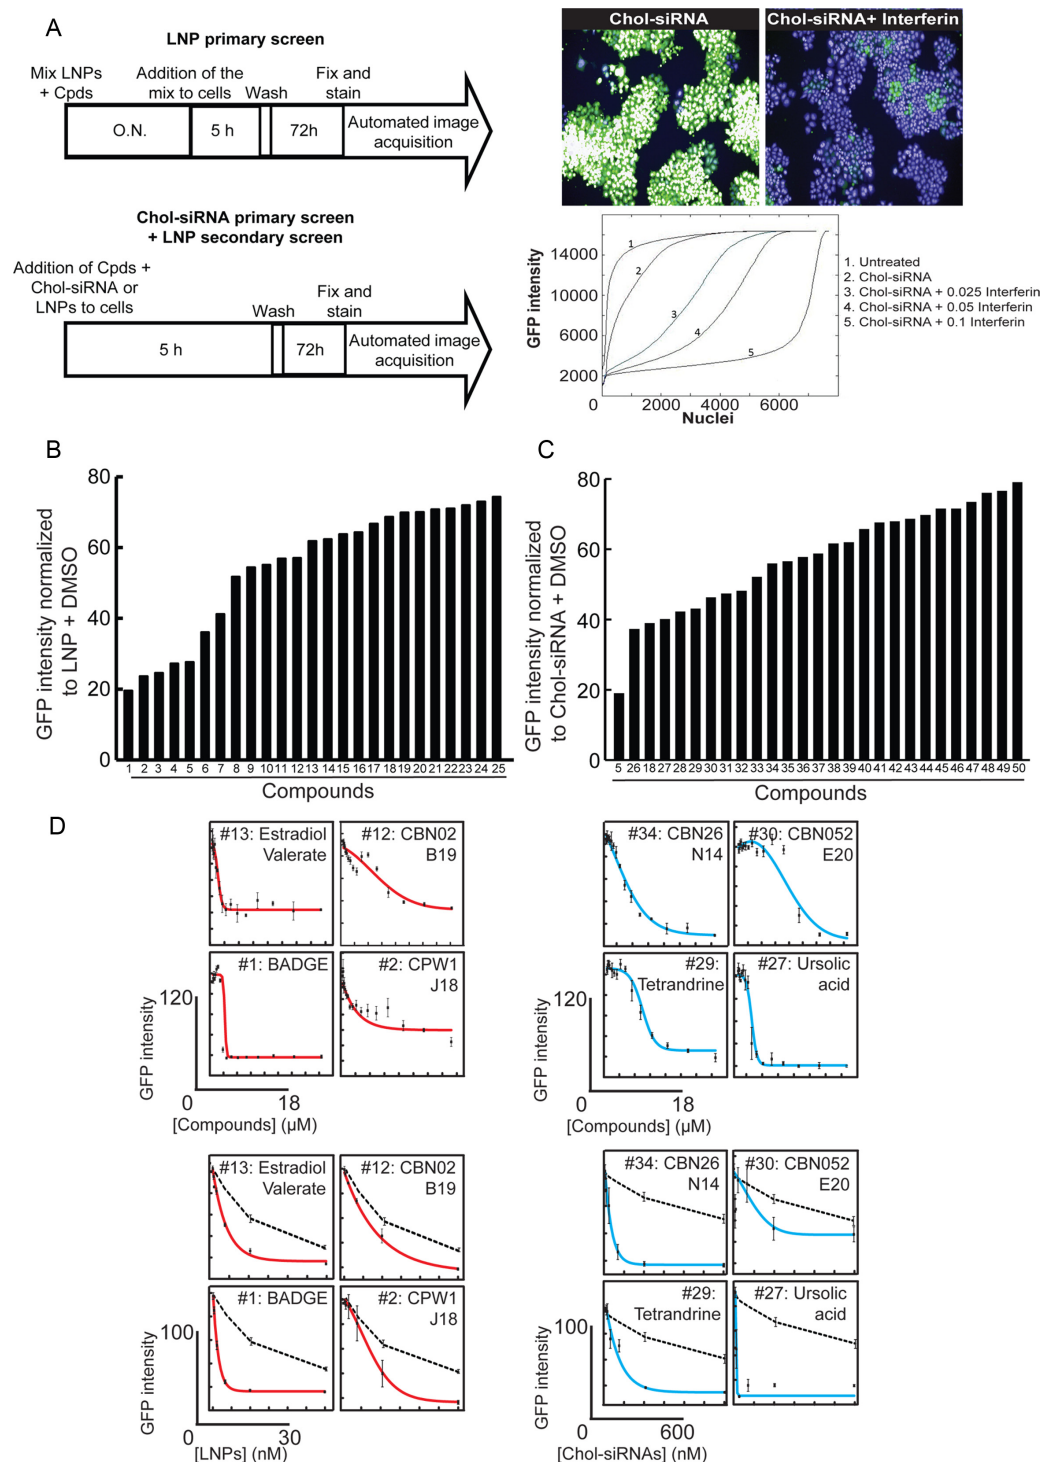 A
LNP primary screen
Mix LNPs
+ Cpds
Addition of the
mix to cells
Wash
Fix and
stain
O.N.
5 h
72h
Automated image
acquisition
Chol-siRNA primary screen
+ LNP secondary screen
Addition of Cpds +
Chol-siRNA or
LNPs to cells
Wash
Fix and
stain
5 h
72h
Automated image
acquisition
Chol-siRNA
Chol-siRNA+ Interferin
GFP intensity
14000
10000
6000
2000
0
2000
4000
6000
Nuclei
1
2
3
4
5
1. Untreated
2. Chol-siRNA
3. Chol-siRNA + 0.025 Interferin
4. Chol-siRNA + 0.05 Interferin
5. Chol-siRNA + 0.1 Interferin
B
GFP intensity normalized
to LNP + DMSO
80
60
40
20
0
1 2 3 4 5 6 7 8 9 10 11 12 13 14 15 16 17 18 19 20 21 22 23 24 25
Compounds
C
GFP intensity normalized
to Chol-siRNA + DMSO
80
60
40
20
0
5 26 18 27 28 29 30 31 32 33 34 35 36 37 38 39 40 41 42 43 44 45 46 47 48 49 50
Compounds
D
#13: Estradiol
Valerate
#12: CBN02
B19
#1: BADGE
#2: CPW1
J18
GFP intensity
120
0
18
[Compounds] (µM)
#34: CBN26
N14
#30: CBN052
E20
#29:
Tetrandrine
#27: Ursolic
acid
GFP intensity
120
0
18
[Compounds] (µM)
#13: Estradiol
Valerate
#12: CBN02
B19
#1: BADGE
#2: CPW1
J18
GFP intensity
100
0
30
[LNPs] (nM)
#34: CBN26
N14
#30: CBN052
E20
#29:
Tetrandrine
#27: Ursolic
acid
GFP intensity
100
0
600
[Chol-siRNAs] (nM)